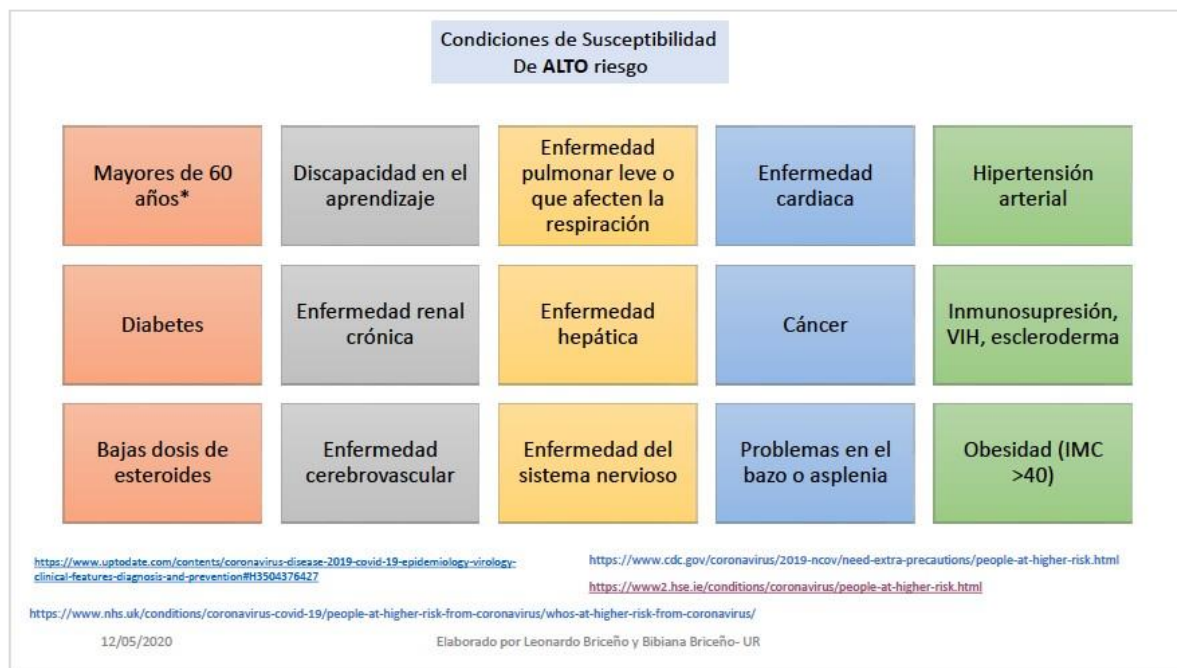 Condiciones de Susceptibilidad
De ALTO riesgo
Mayores de 60
años*
Discapacidad en el
aprendizaje
Enfermedad
pulmonar leve o
que afecten la
respiración
Enfermedad
cardiaca
Hipertensión
arterial
Diabetes
Enfermedad renal
crónica
Enfermedad
hepática
Cáncer
Inmunosupresión,
VIH, escleroderma
Bajas dosis de
esteroides
Enfermedad
cerebrovascular
Enfermedad del
sistema nervioso
Problemas en el
bazo o asplenia
Obesidad (IMC
>40)
https://www.uptodate.com/contents/coronavirus-disease-2019-covid-19-epidemiology-virology-
clinical-features-diagnosis-and-prevention#H3504376427
https://www.cdc.gov/coronavirus/2019-ncov/need-extra-precautions/people-at-higher-risk.html
https://www2.hse.ie/conditions/coronavirus/people-at-higher-risk.html
https://www.nhs.uk/conditions/coronavirus-covid-19/people-at-higher-risk-from-coronavirus/whos-at-higher-risk-from-coronavirus/
12/05/2020
Elaborado por Leonardo Briceño y Bibiana Briceño- UR